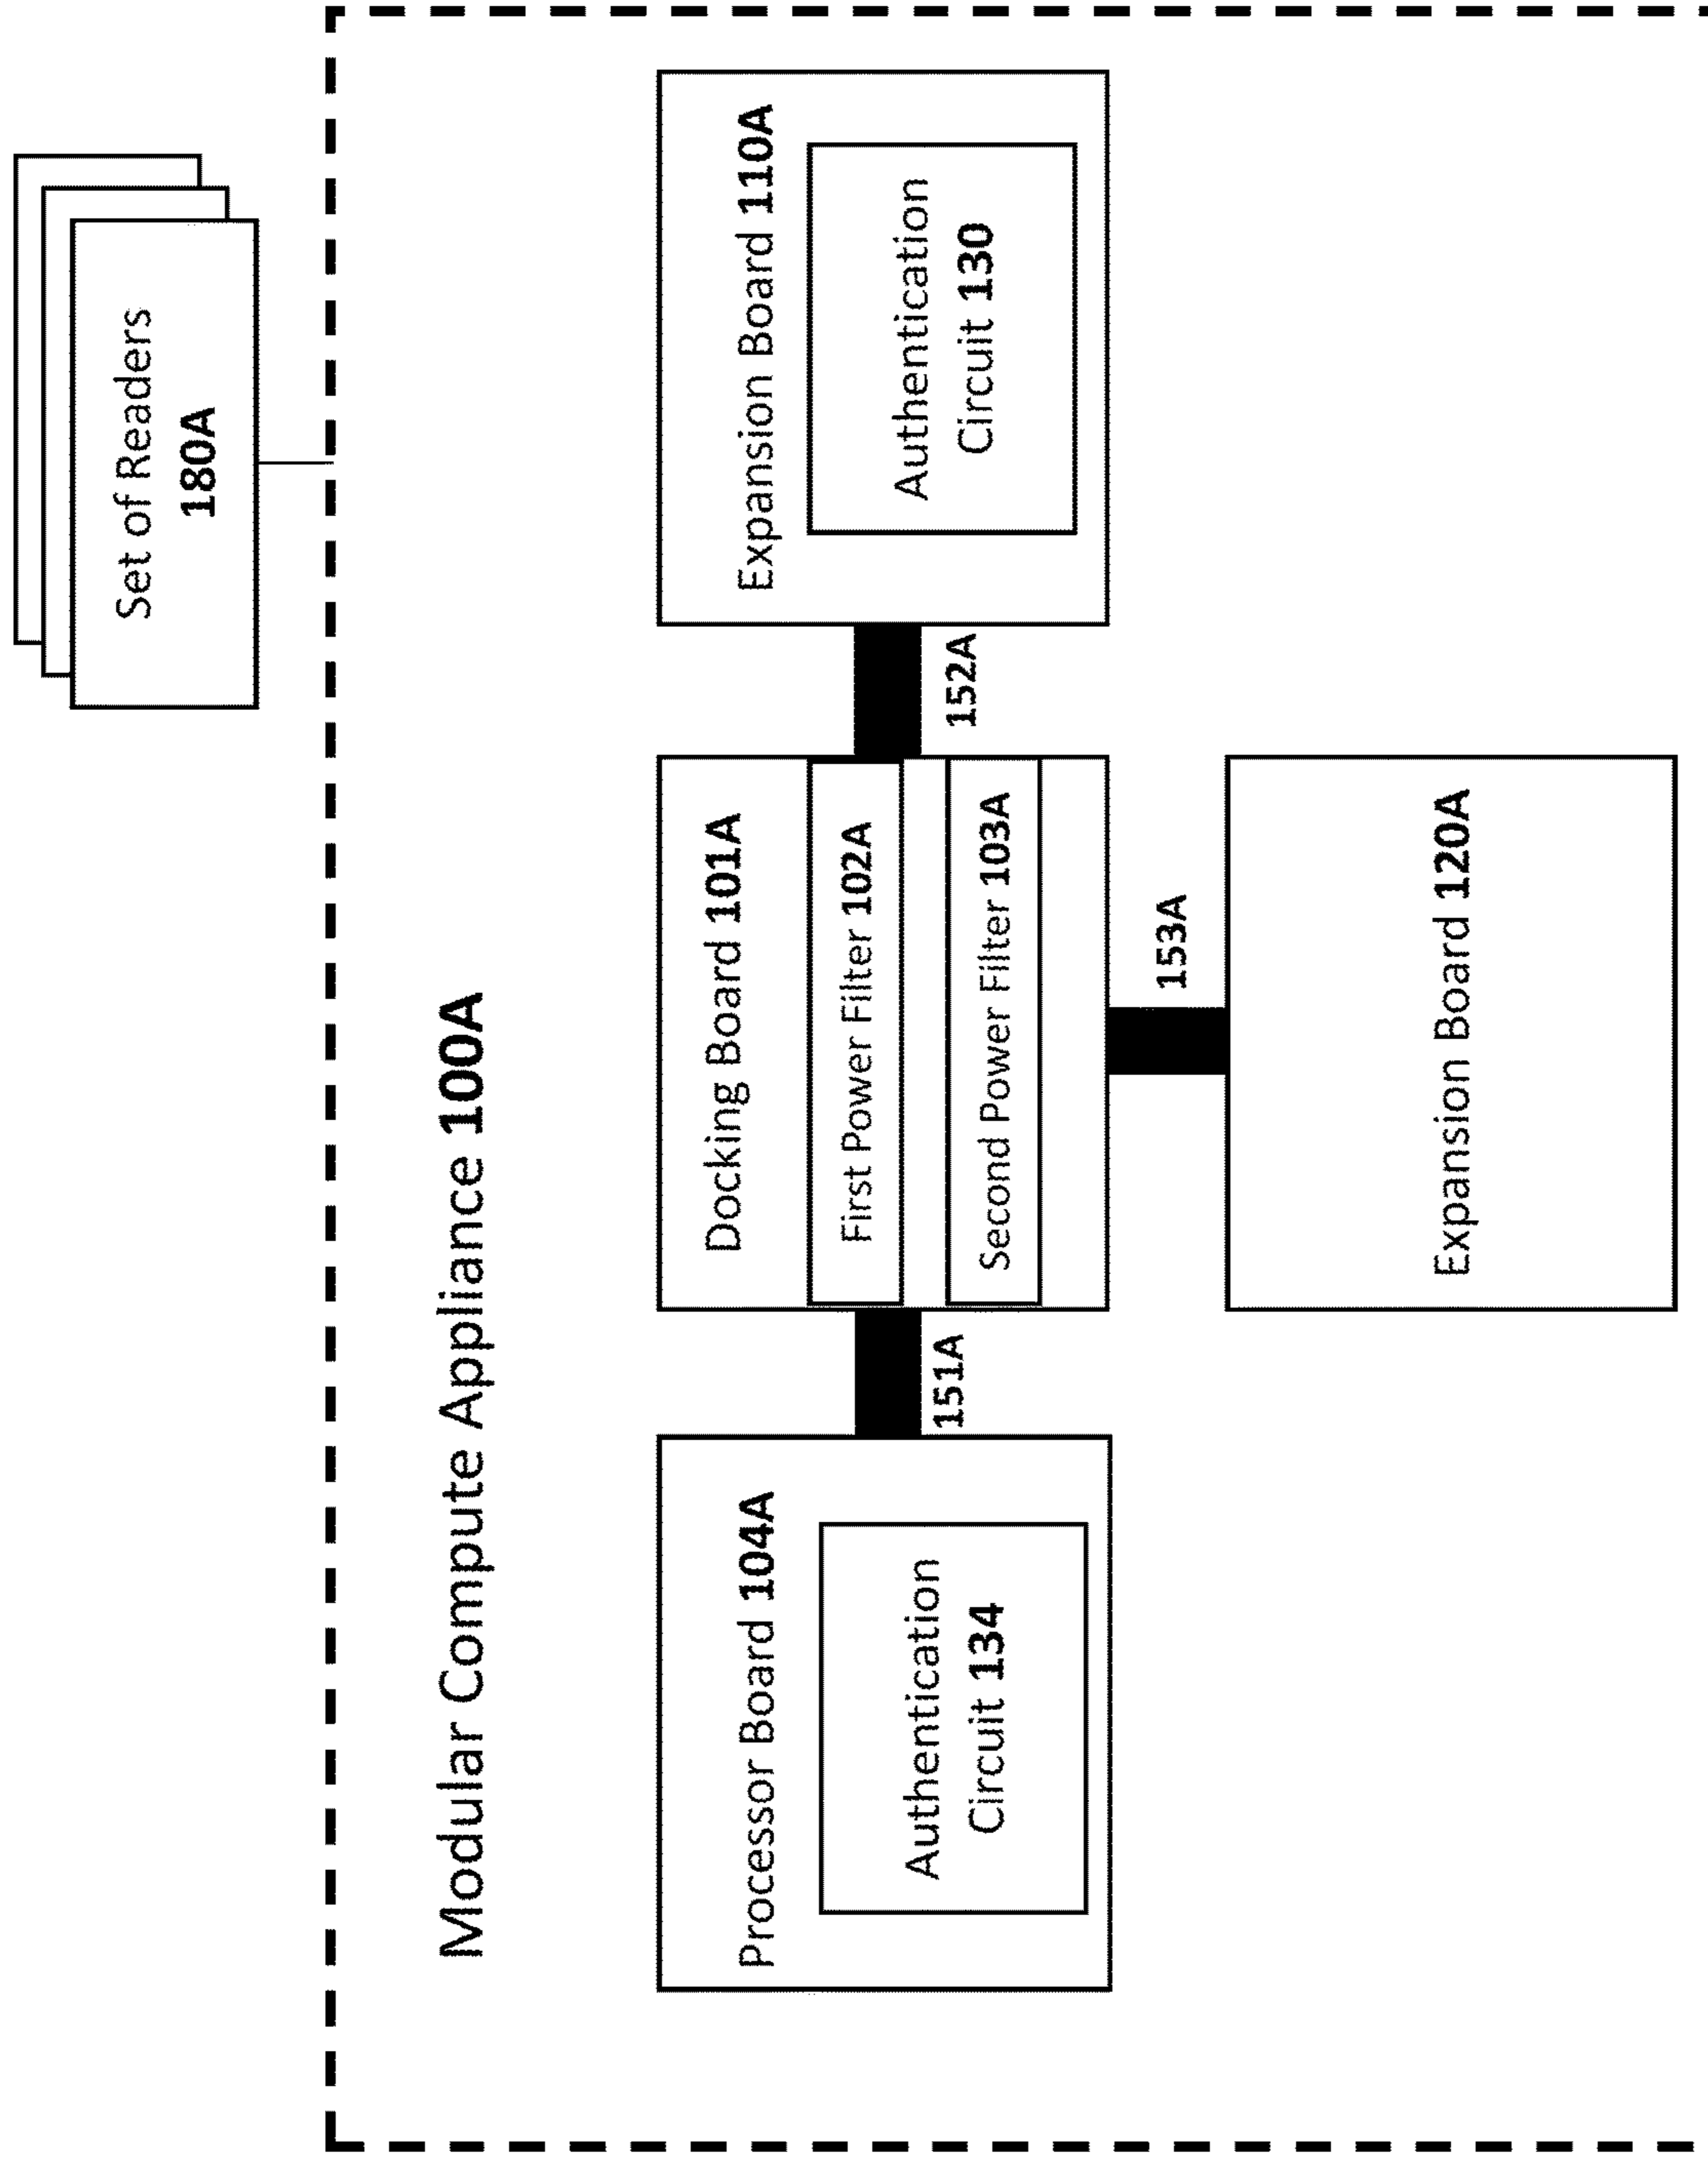 Set of Readers
180A
Modular Compute Appliance 100A
Processor Board 104A
Authentication
Circuit 134
151A
Docking Board 101A
First Power Filter 102A
Second Power Filter 103A
152A
Expansion Board 110A
Authentication
Circuit 130
153A
Expansion Board 120A